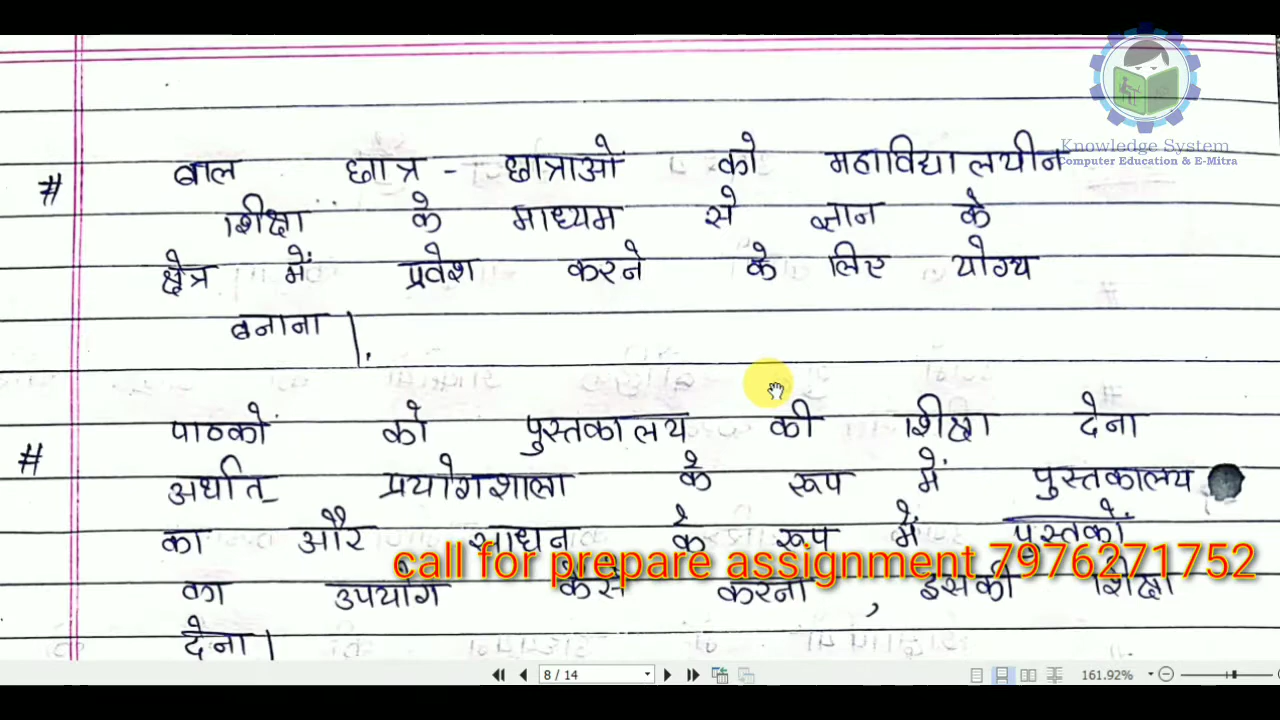 Knowledge System
Computer Education & E-Mitra
# बाल छात्र - छात्राओं को महाविद्यालयीन
शिक्षा के माध्यम से ज्ञान के
क्षेत्र में प्रवेश करने के लिए योग्य
बनाना |.
# पाठकों को पुस्तकालय की शिक्षा देना
अर्थात प्रयोगशाला के रूप में पुस्तकालय
का और साधन के रूप में पुस्तकों
call for prepare assignment 7976271752
का उपयोग कैसे करना , इसकी शिक्षा
देना |
8 / 14
161.92%